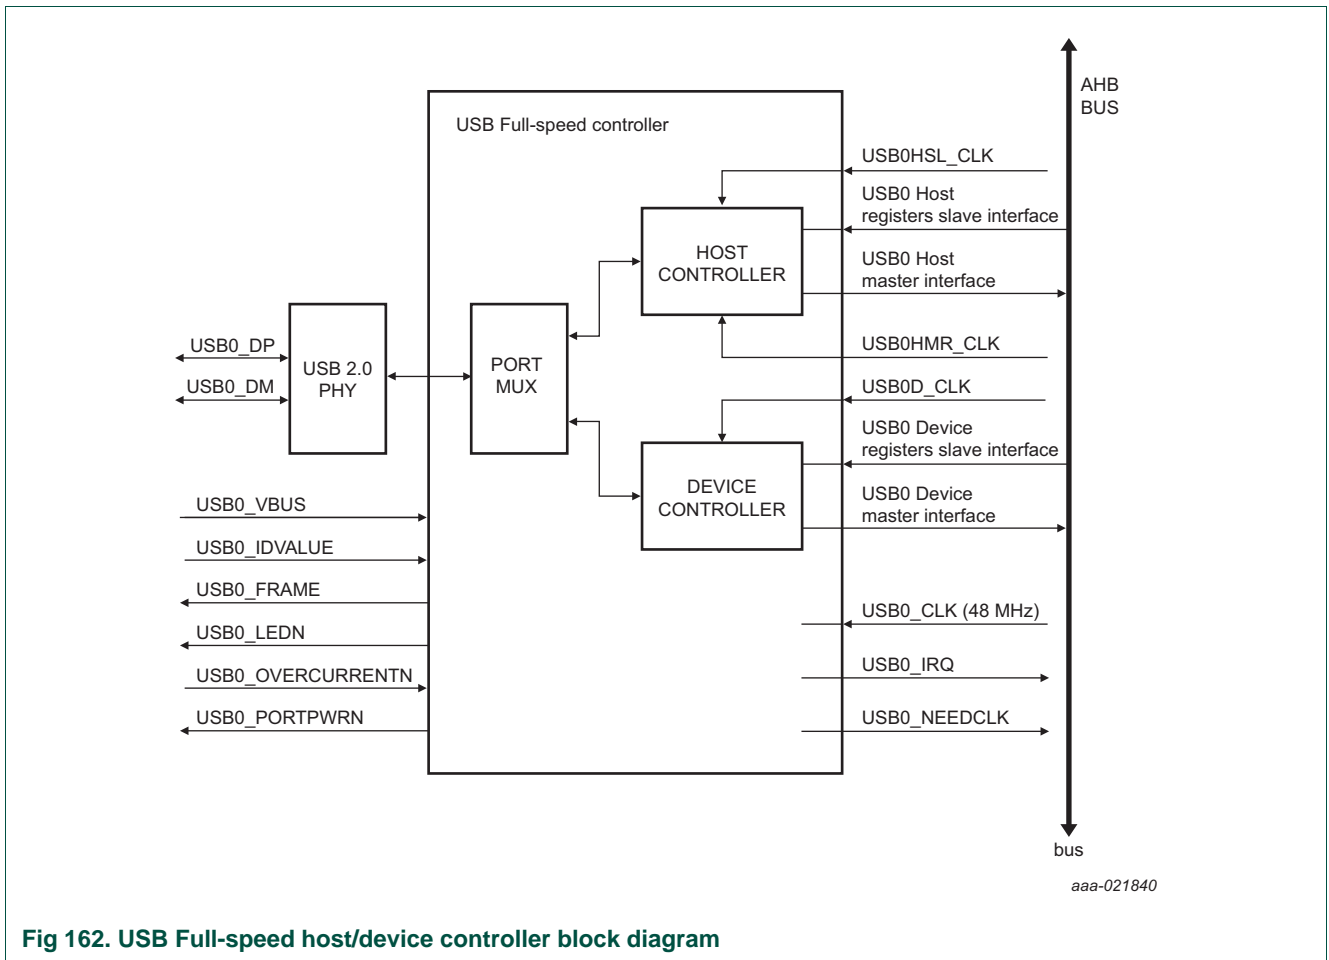 AHB
BUS
USB Full-speed controller
USB0HSL_CLK
USB0 Host
registers slave interface
HOST
CONTROLLER
USB0 Host
master interface
USB0_DP
USB0_DM
USB 2.0
PHY
PORT
MUX
USB0HMR_CLK
USB0D_CLK
USB0 Device
registers slave interface
DEVICE
CONTROLLER
USB0 Device
master interface
USB0_VBUS
USB0_IDVALUE
USB0_FRAME
USB0_LEDN
USB0_OVERCURRENTN
USB0_PORTPWRN
USB0_CLK (48 MHz)
USB0_IRQ
USB0_NEEDCLK
bus
aaa-021840
Fig 162. USB Full-speed host/device controller block diagram